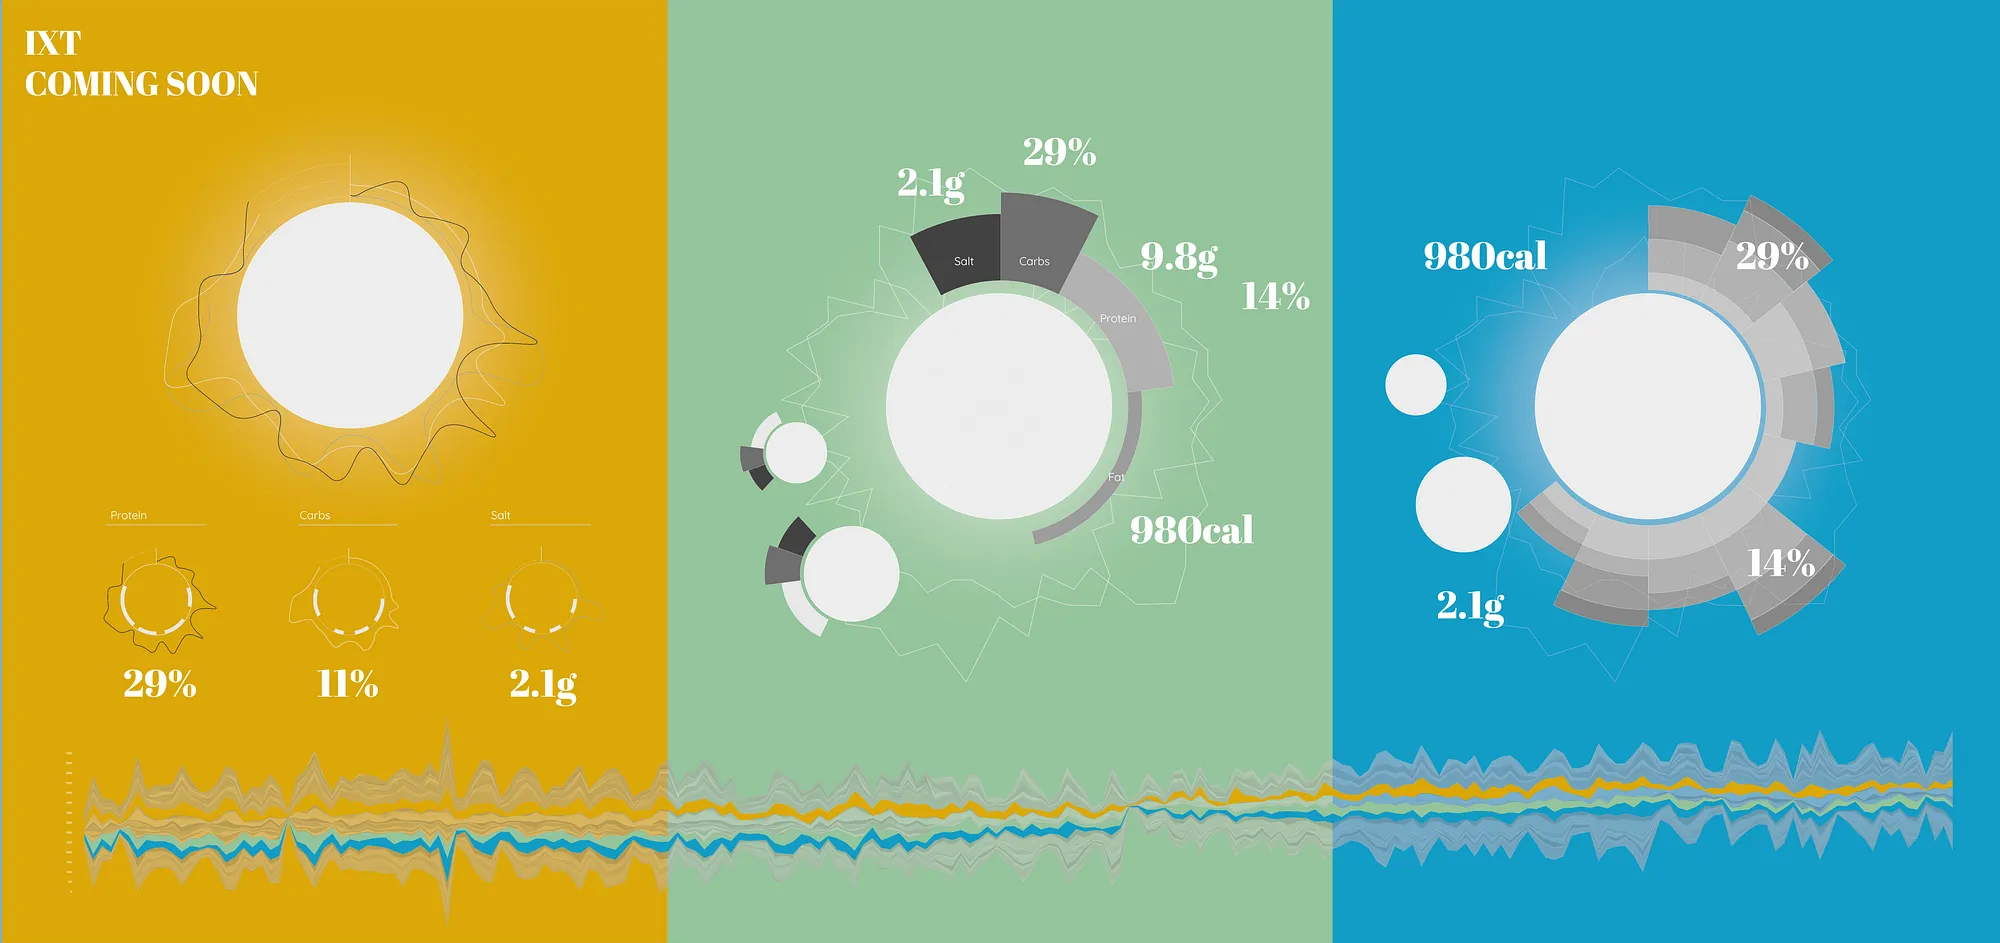 IXT
COMING SOON
Protein
Carbs
Salt
29%
11%
2.1g
29%
2.1g
Salt
Carbs
9.8g
14%
Protein
Fat
980cal
980cal
29%
14%
2.1g